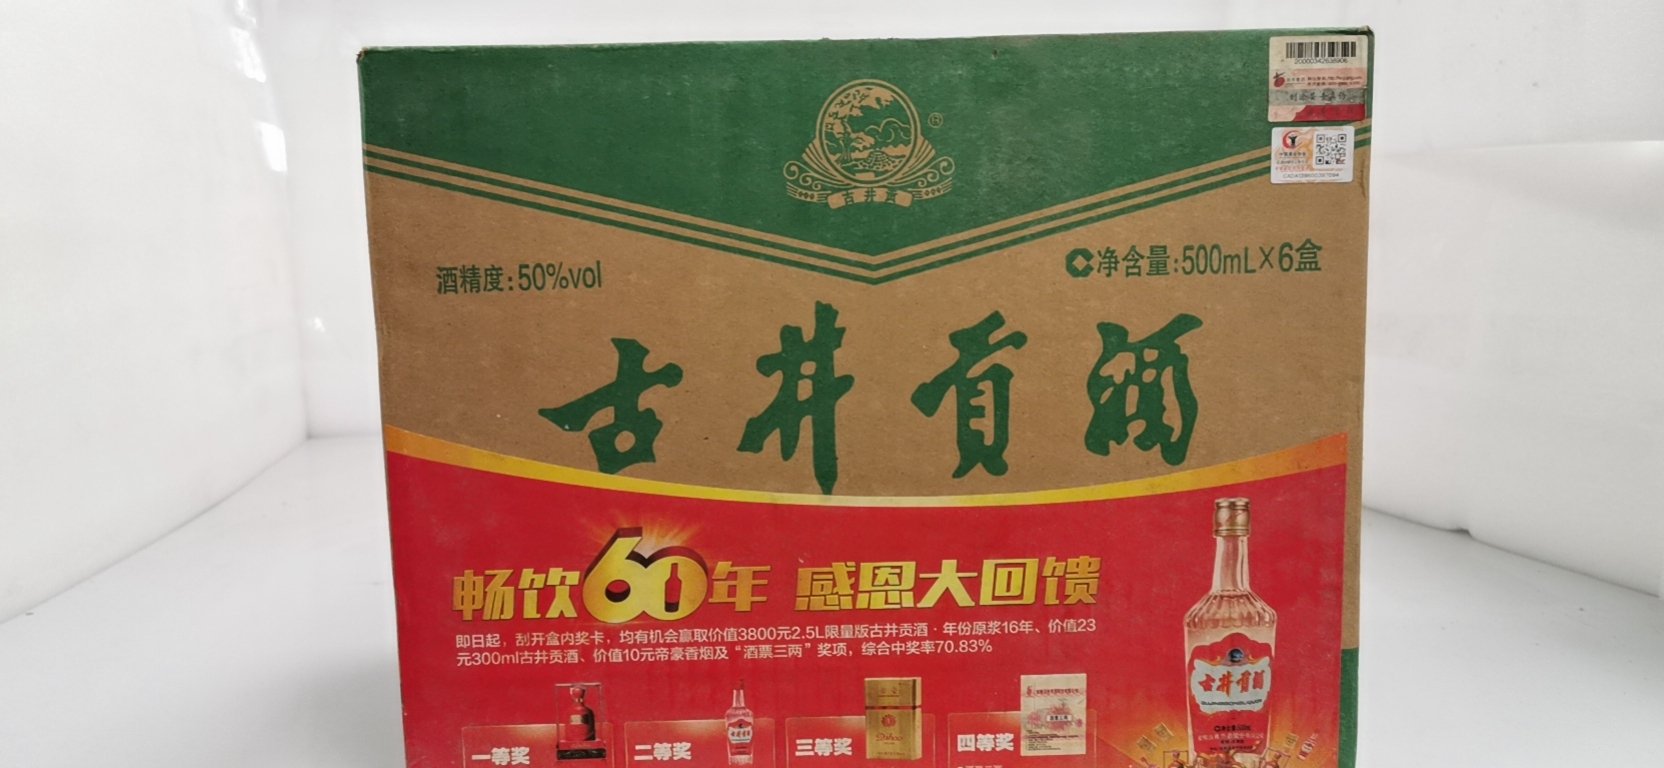 20000342638906
CADA139600397094
古井贡
酒精度:50%vol
净含量:500mL×6盒
古井贡酒
畅饮60年 感恩大回馈
即日起，刮开盒内奖卡，均有机会赢取价值3800元2.5L限量版古井贡酒·年份原浆16年、价值23
元300ml古井贡酒、价值10元帝豪香烟及“酒票三两”奖项，综合中奖率70.83%
一等奖
二等奖
三等奖
四等奖
古井贡酒